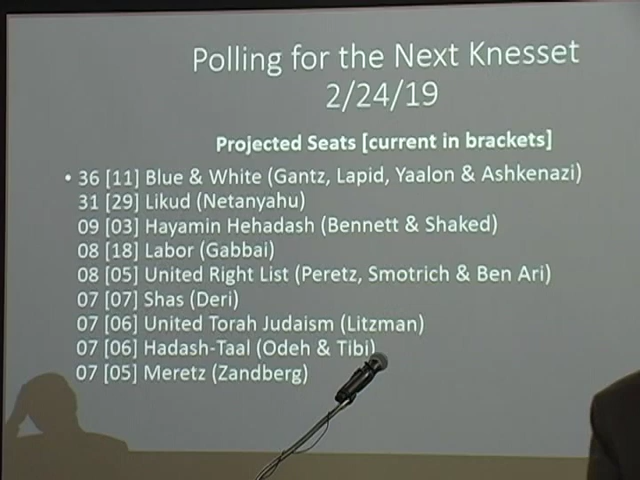 Polling for the Next Knesset
2/24/19
Projected Seats [current in brackets]
• 36 [11] Blue & White (Gantz, Lapid, Yaalon & Ashkenazi)
31 [29] Likud (Netanyahu)
09 [03] Hayamin Hehadash (Bennett & Shaked)
08 [18] Labor (Gabbai)
08 [05] United Right List (Peretz, Smotrich & Ben Ari)
07 [07] Shas (Deri)
07 [06] United Torah Judaism (Litzman)
07 [06] Hadash-Taal (Odeh & Tibi)
07 [05] Meretz (Zandberg)